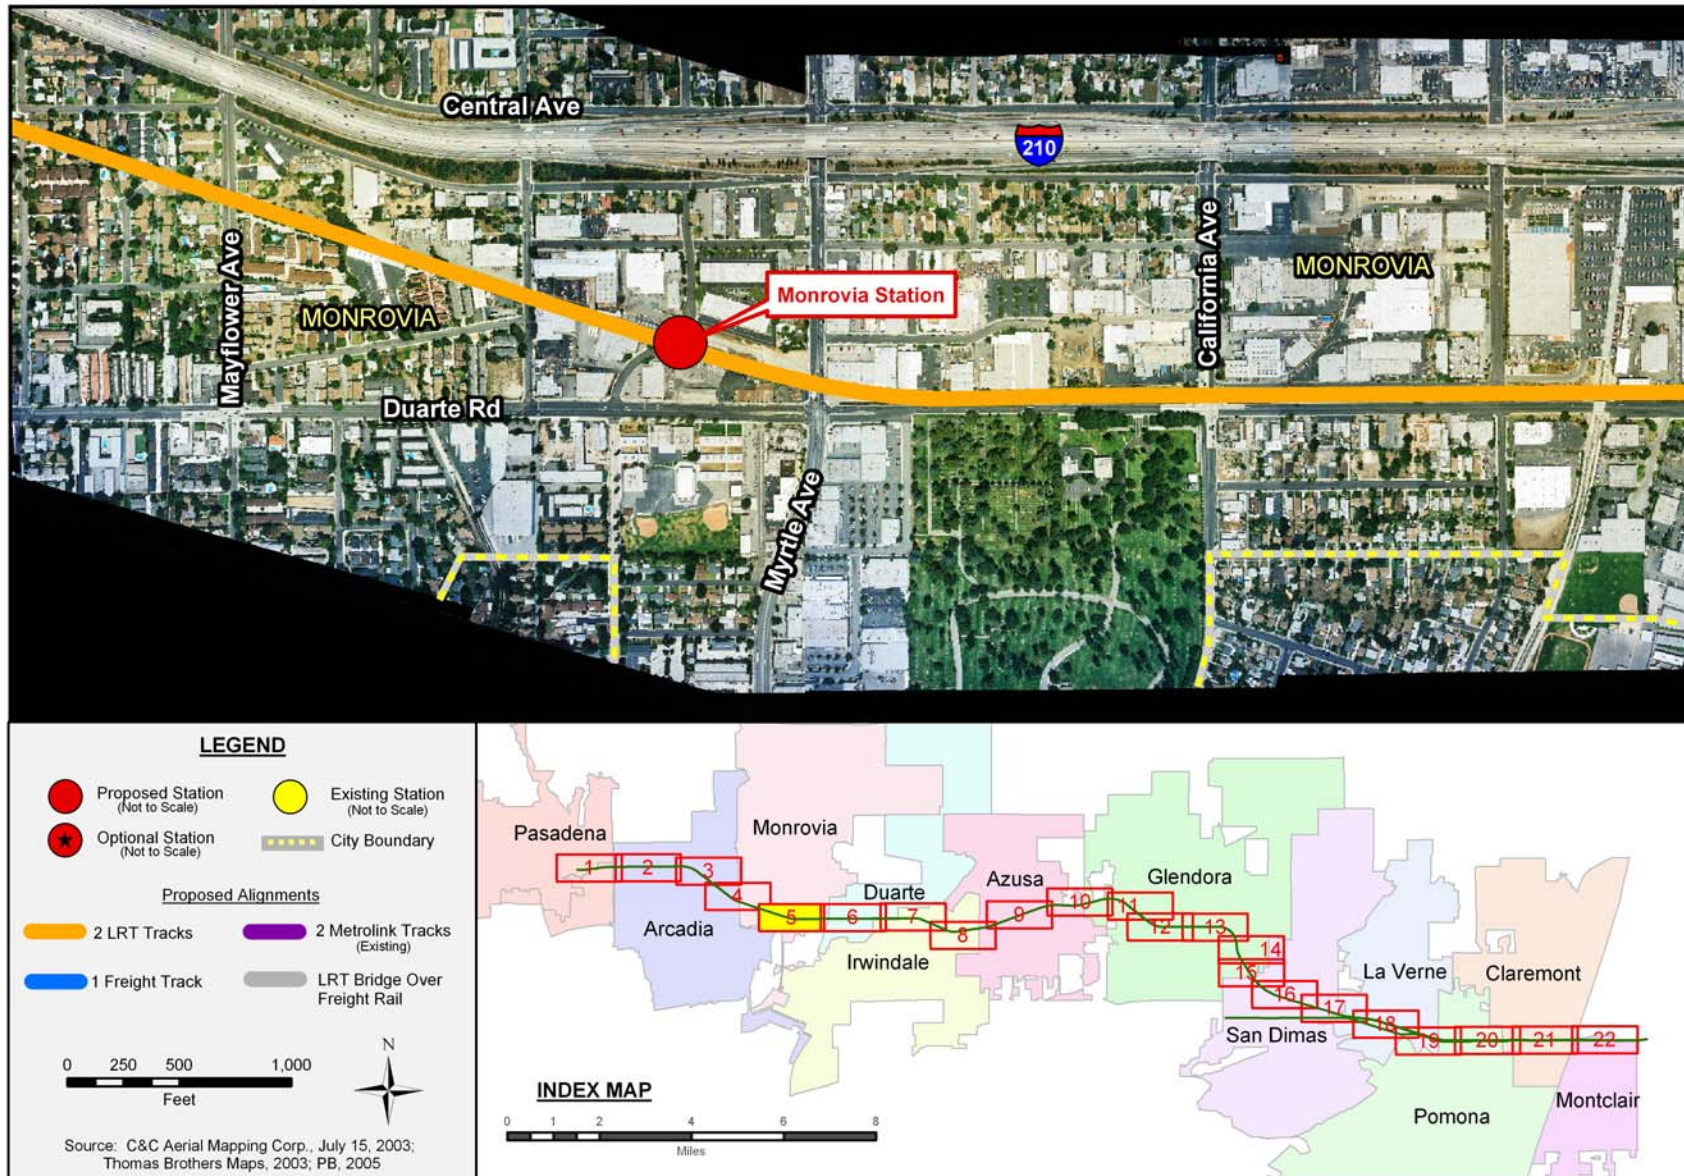 Central Ave
210
Mayflower Ave
California Ave
MONROVIA
Monrovia Station
MONROVIA
Duarte Rd
Myrtle Ave
LEGEND
Proposed Station
(Not to Scale)
Existing Station
(Not to Scale)
Optional Station
(Not to Scale)
City Boundary
Proposed Alignments
2 LRT Tracks
2 Metrolink Tracks
(Existing)
1 Freight Track
LRT Bridge Over
Freight Rail
0 250 500 1,000
Feet
N
Source: C&C Aerial Mapping Corp., July 15, 2003;
Thomas Brothers Maps, 2003; PB, 2005
Pasadena
Monrovia
Arcadia
Duarte
Irwindale
Azusa
Glendora
San Dimas
La Verne
Claremont
Pomona
Montclair
1
2
3
4
5
6
7
8
9
10
11
12
13
14
15
16
17
18
19
20
21
22
INDEX MAP
0 1 2 4 6 8
Miles